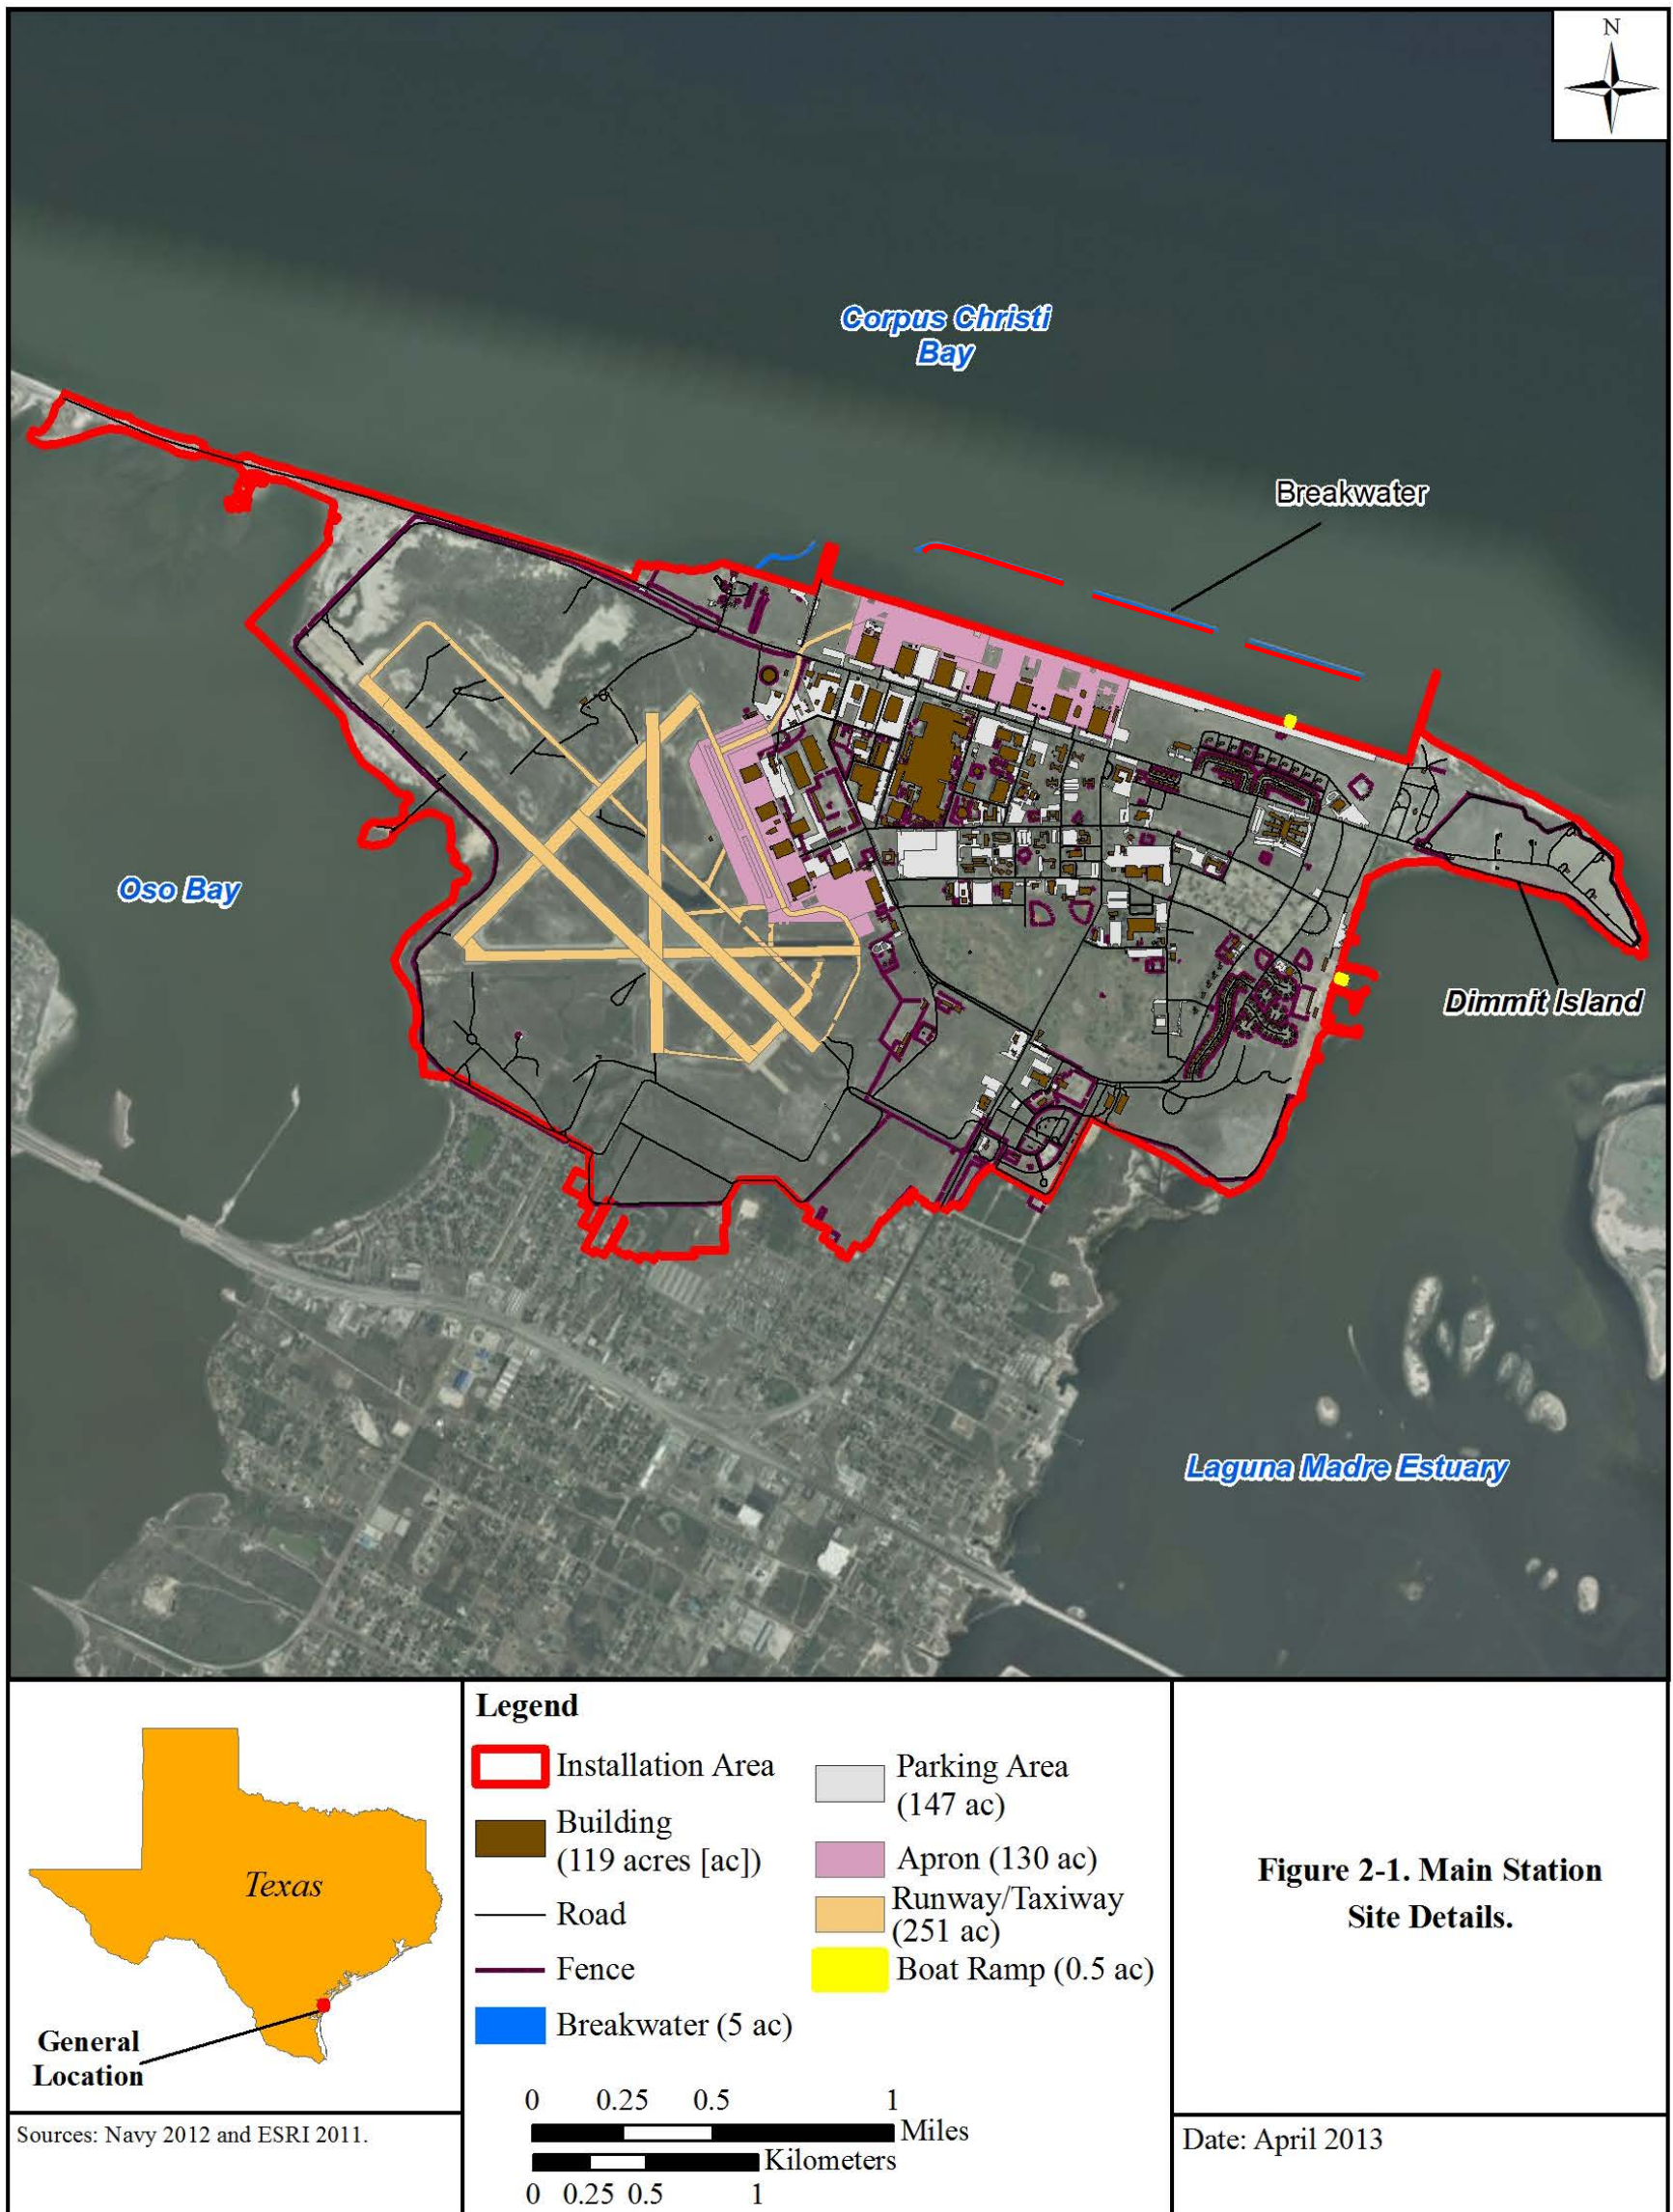 N
Corpus Christi
Bay
Breakwater
Oso Bay
Dimmit Island
Laguna Madre Estuary
Texas
General
Location
Sources: Navy 2012 and ESRI 2011.
Legend
Installation Area
Building
(119 acres [ac])
Road
Fence
Breakwater (5 ac)
Parking Area
(147 ac)
Apron (130 ac)
Runway/Taxiway
(251 ac)
Boat Ramp (0.5 ac)
0 0.25 0.5 1
Miles
Kilometers
0 0.25 0.5 1
Figure 2-1. Main Station
Site Details.
Date: April 2013